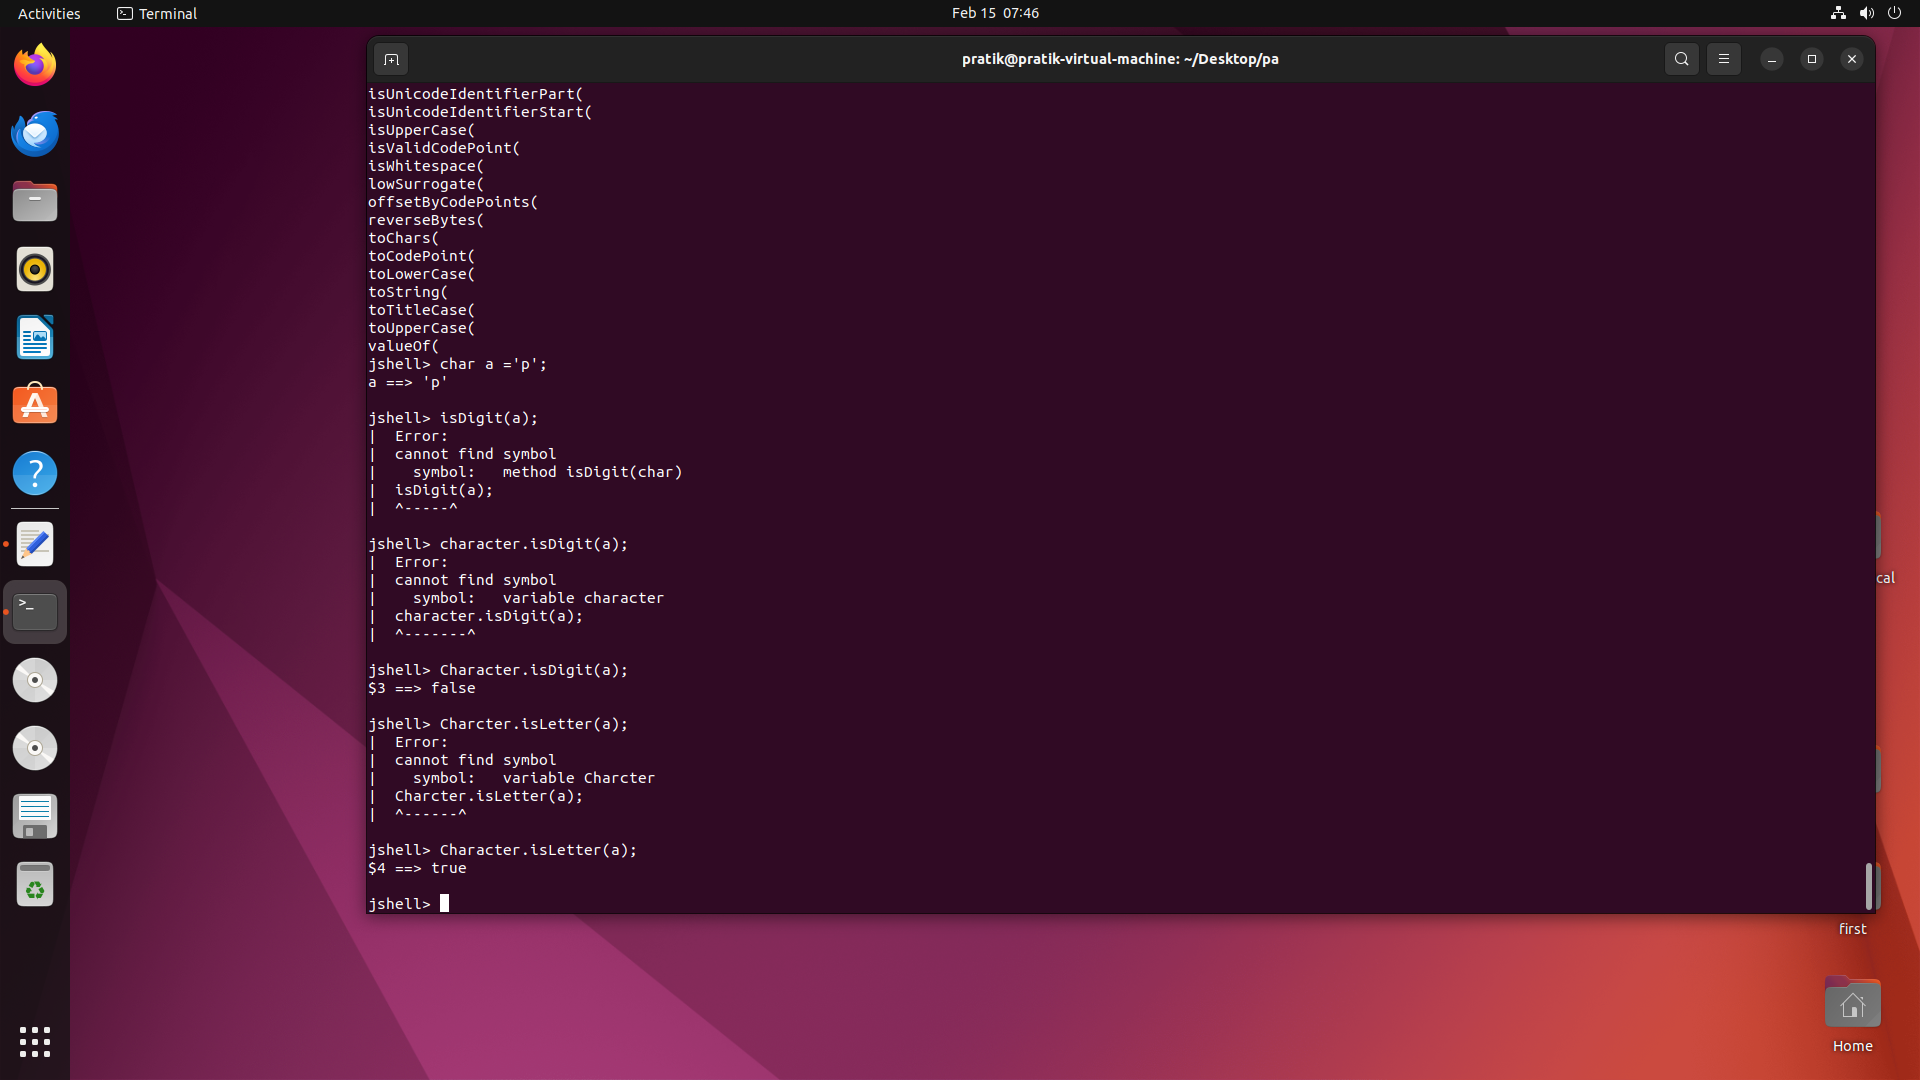 Activities
Terminal
Feb 15 07:46
pratik@pratik-virtual-machine: ~/Desktop/pa
isUnicodeIdentifierPart(
isUnicodeIdentifierStart(
isUpperCase(
isValidCodePoint(
isWhitespace(
lowSurrogate(
offsetByCodePoints(
reverseBytes(
toChars(
toCodePoint(
toLowerCase(
toString(
toTitleCase(
toUpperCase(
valueOf(
jshell> char a ='p';
a ==> 'p'
jshell> isDigit(a);
|  Error:
|  cannot find symbol
|    symbol:   method isDigit(char)
|  isDigit(a);
|  ^-----^
jshell> character.isDigit(a);
|  Error:
|  cannot find symbol
|    symbol:   variable character
|  character.isDigit(a);
|  ^-------^
jshell> Character.isDigit(a);
$3 ==> false
jshell> Charcter.isLetter(a);
|  Error:
|  cannot find symbol
|    symbol:   variable Charcter
|  Charcter.isLetter(a);
|  ^------^
jshell> Character.isLetter(a);
$4 ==> true
jshell>
cal
first
Home